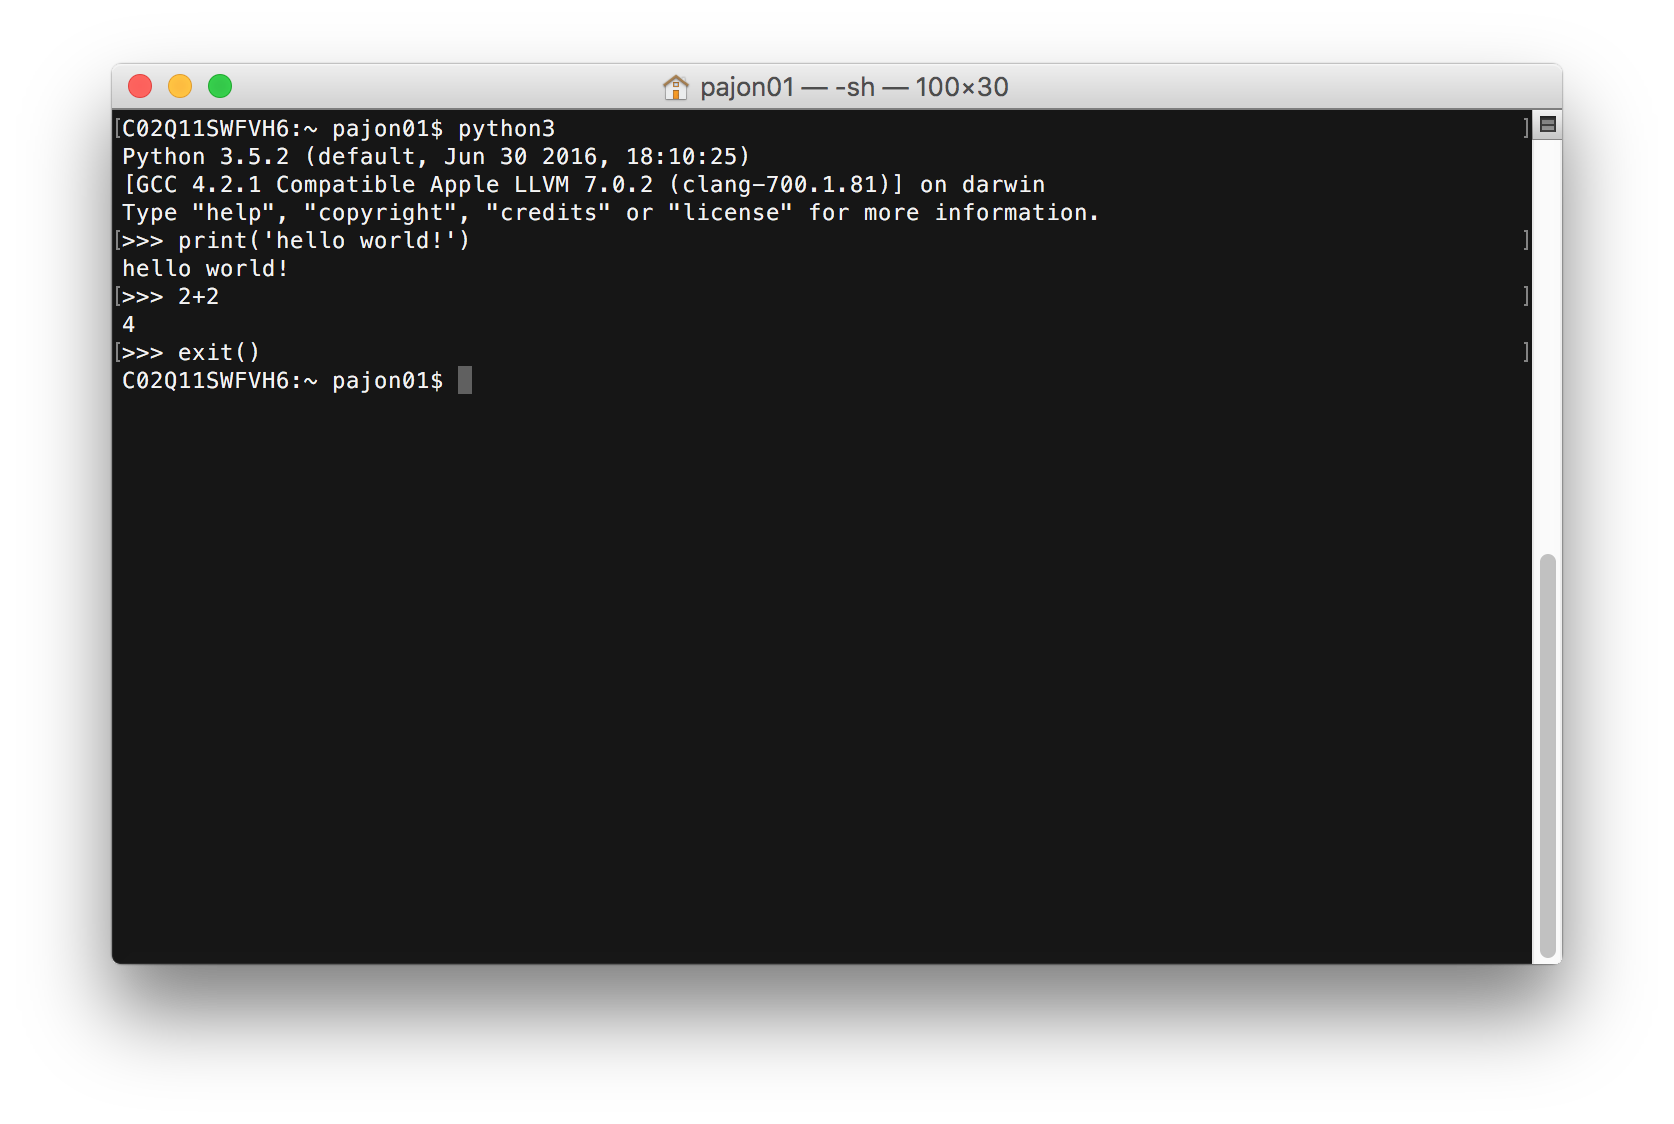 pajon01 — -sh — 100×30
[C02Q11SWFVH6:~ pajon01$ python3 ]
Python 3.5.2 (default, Jun 30 2016, 18:10:25)
[GCC 4.2.1 Compatible Apple LLVM 7.0.2 (clang-700.1.81)] on darwin
Type "help", "copyright", "credits" or "license" for more information.
[>>> print('hello world!') ]
hello world!
[>>> 2+2 ]
4
[>>> exit() ]
C02Q11SWFVH6:~ pajon01$